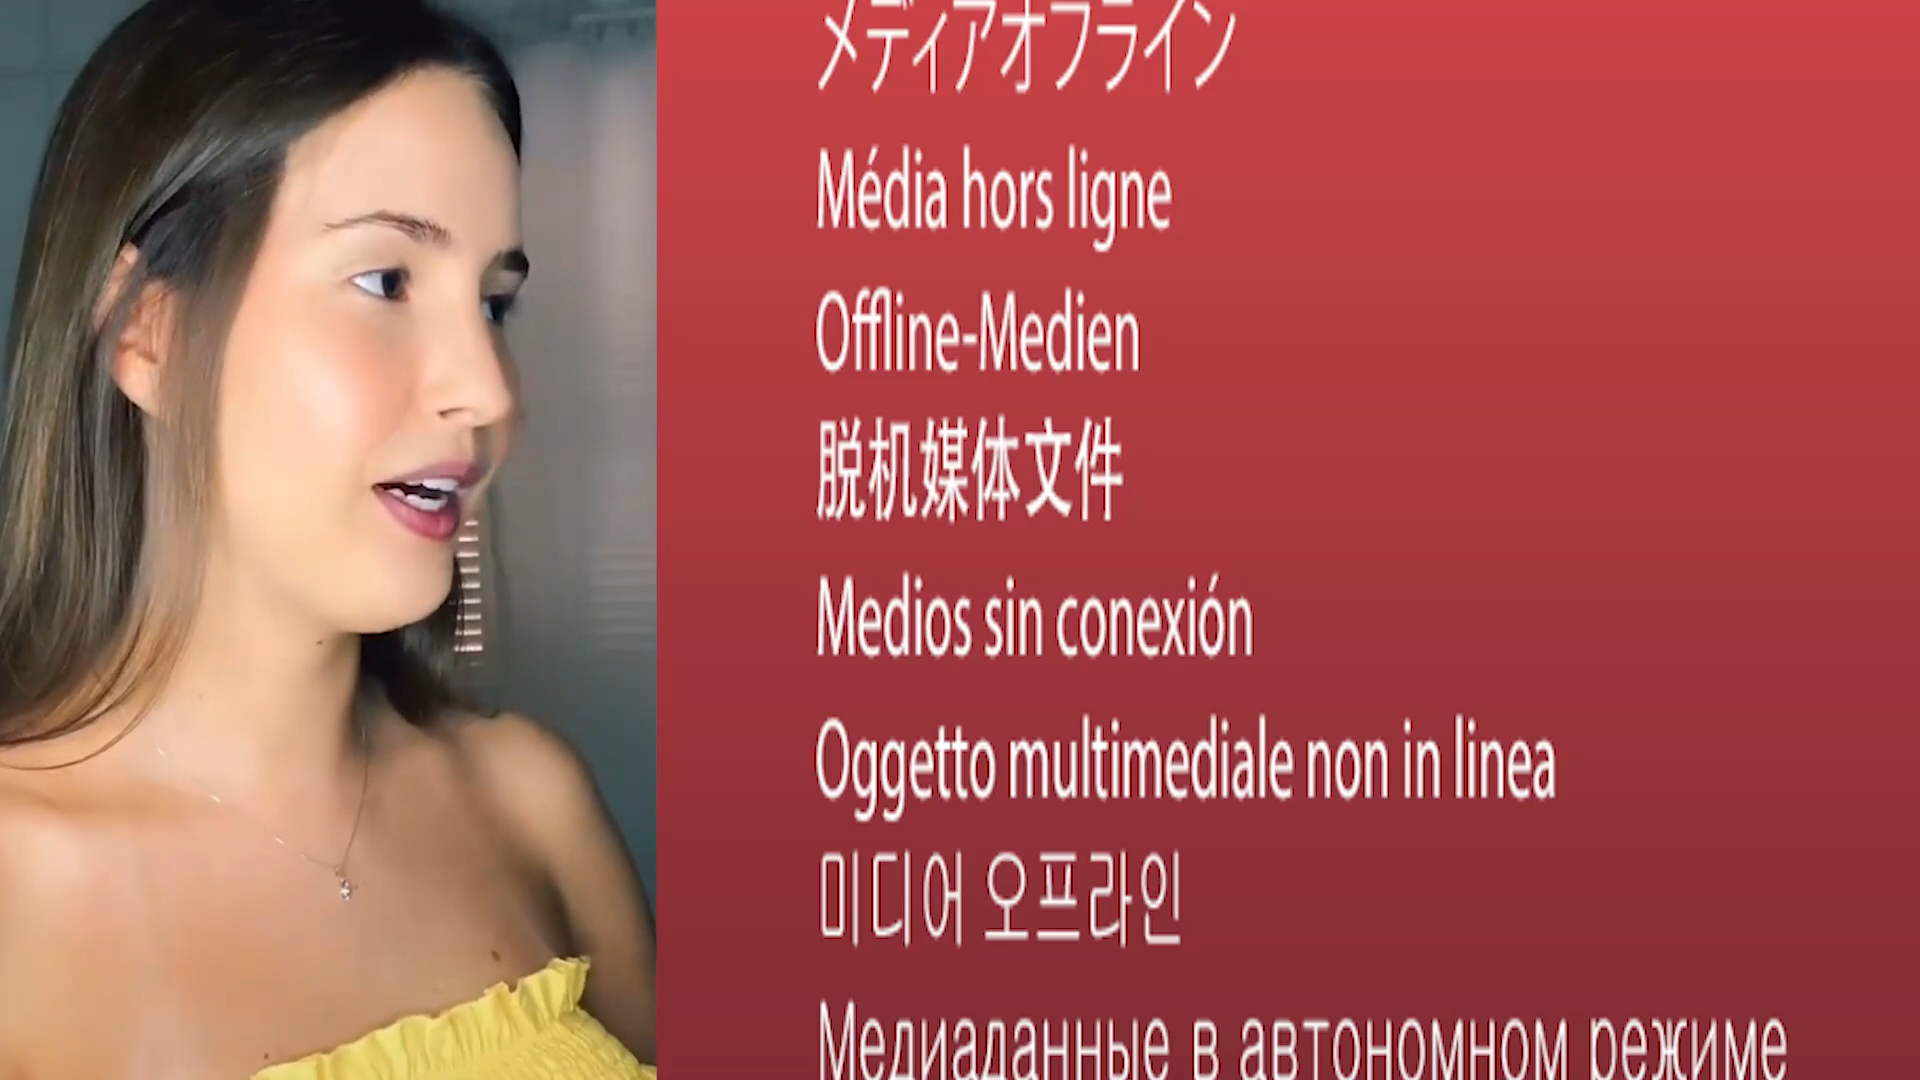 メディアオフライン
Média hors ligne
Offline-Medien
脱机媒体文件
Medios sin conexión
Oggetto multimediale non in linea
미디어 오프라인
Медиаданные в автономном режиме